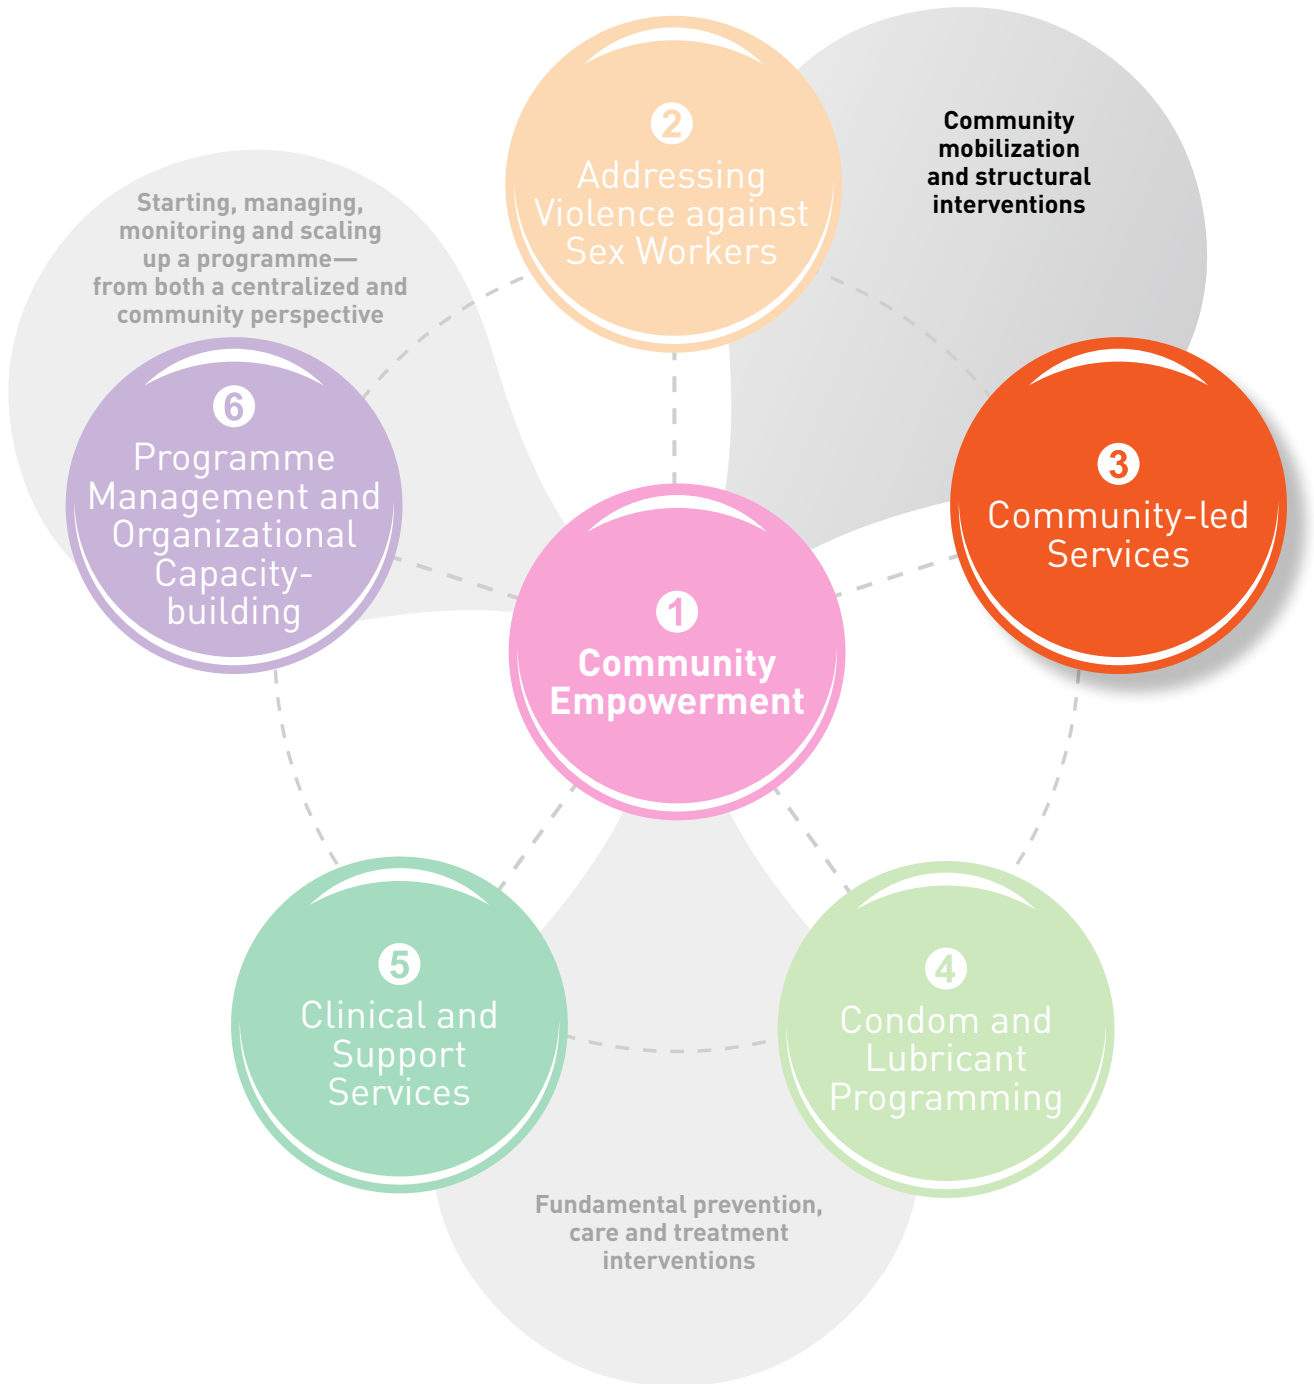 2
Addressing
Violence against
Sex Workers
Community
mobilization
and structural
interventions
Starting, managing,
monitoring and scaling
up a programme—
from both a centralized and
community perspective
6
Programme
Management and
Organizational
Capacity-
building
3
Community-led
Services
1
Community
Empowerment
5
Clinical and
Support
Services
4
Condom and
Lubricant
Programming
Fundamental prevention,
care and treatment
interventions